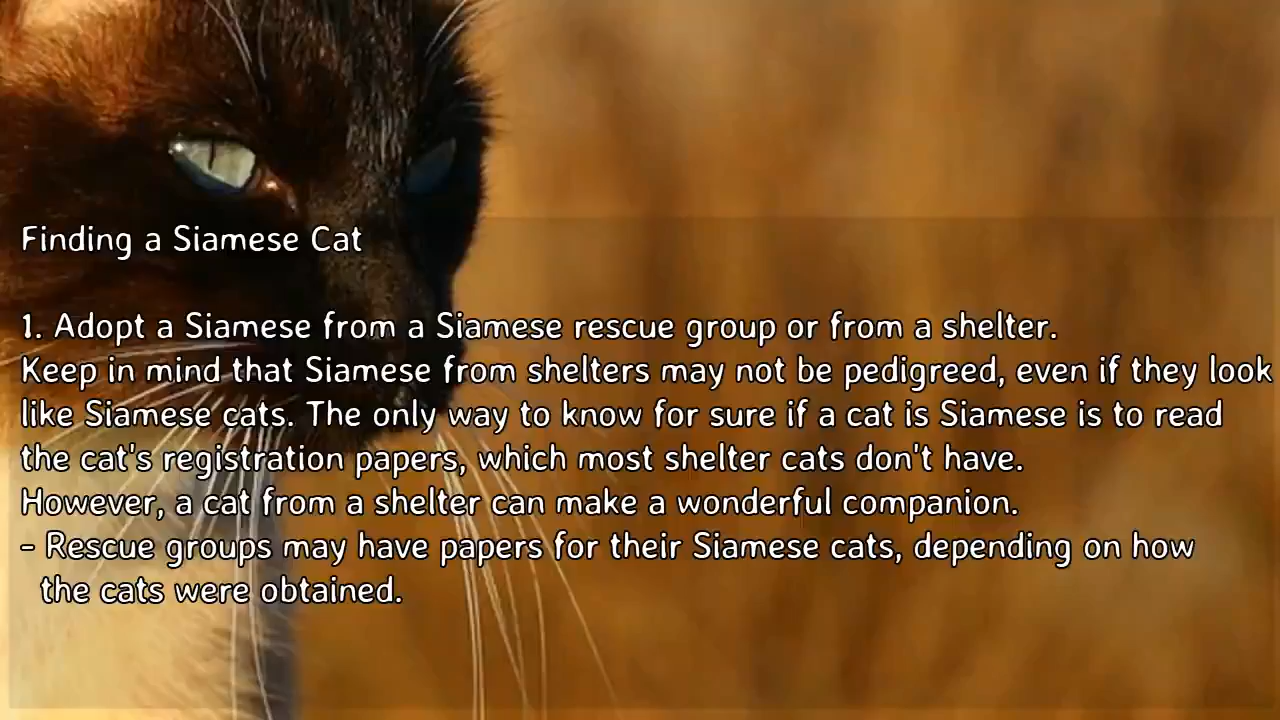 Finding a Siamese Cat
1. Adopt a Siamese from a Siamese rescue group or from a shelter.
Keep in mind that Siamese from shelters may not be pedigreed, even if they look
like Siamese cats. The only way to know for sure if a cat is Siamese is to read
the cat's registration papers, which most shelter cats don't have.
However, a cat from a shelter can make a wonderful companion.
- Rescue groups may have papers for their Siamese cats, depending on how
the cats were obtained.